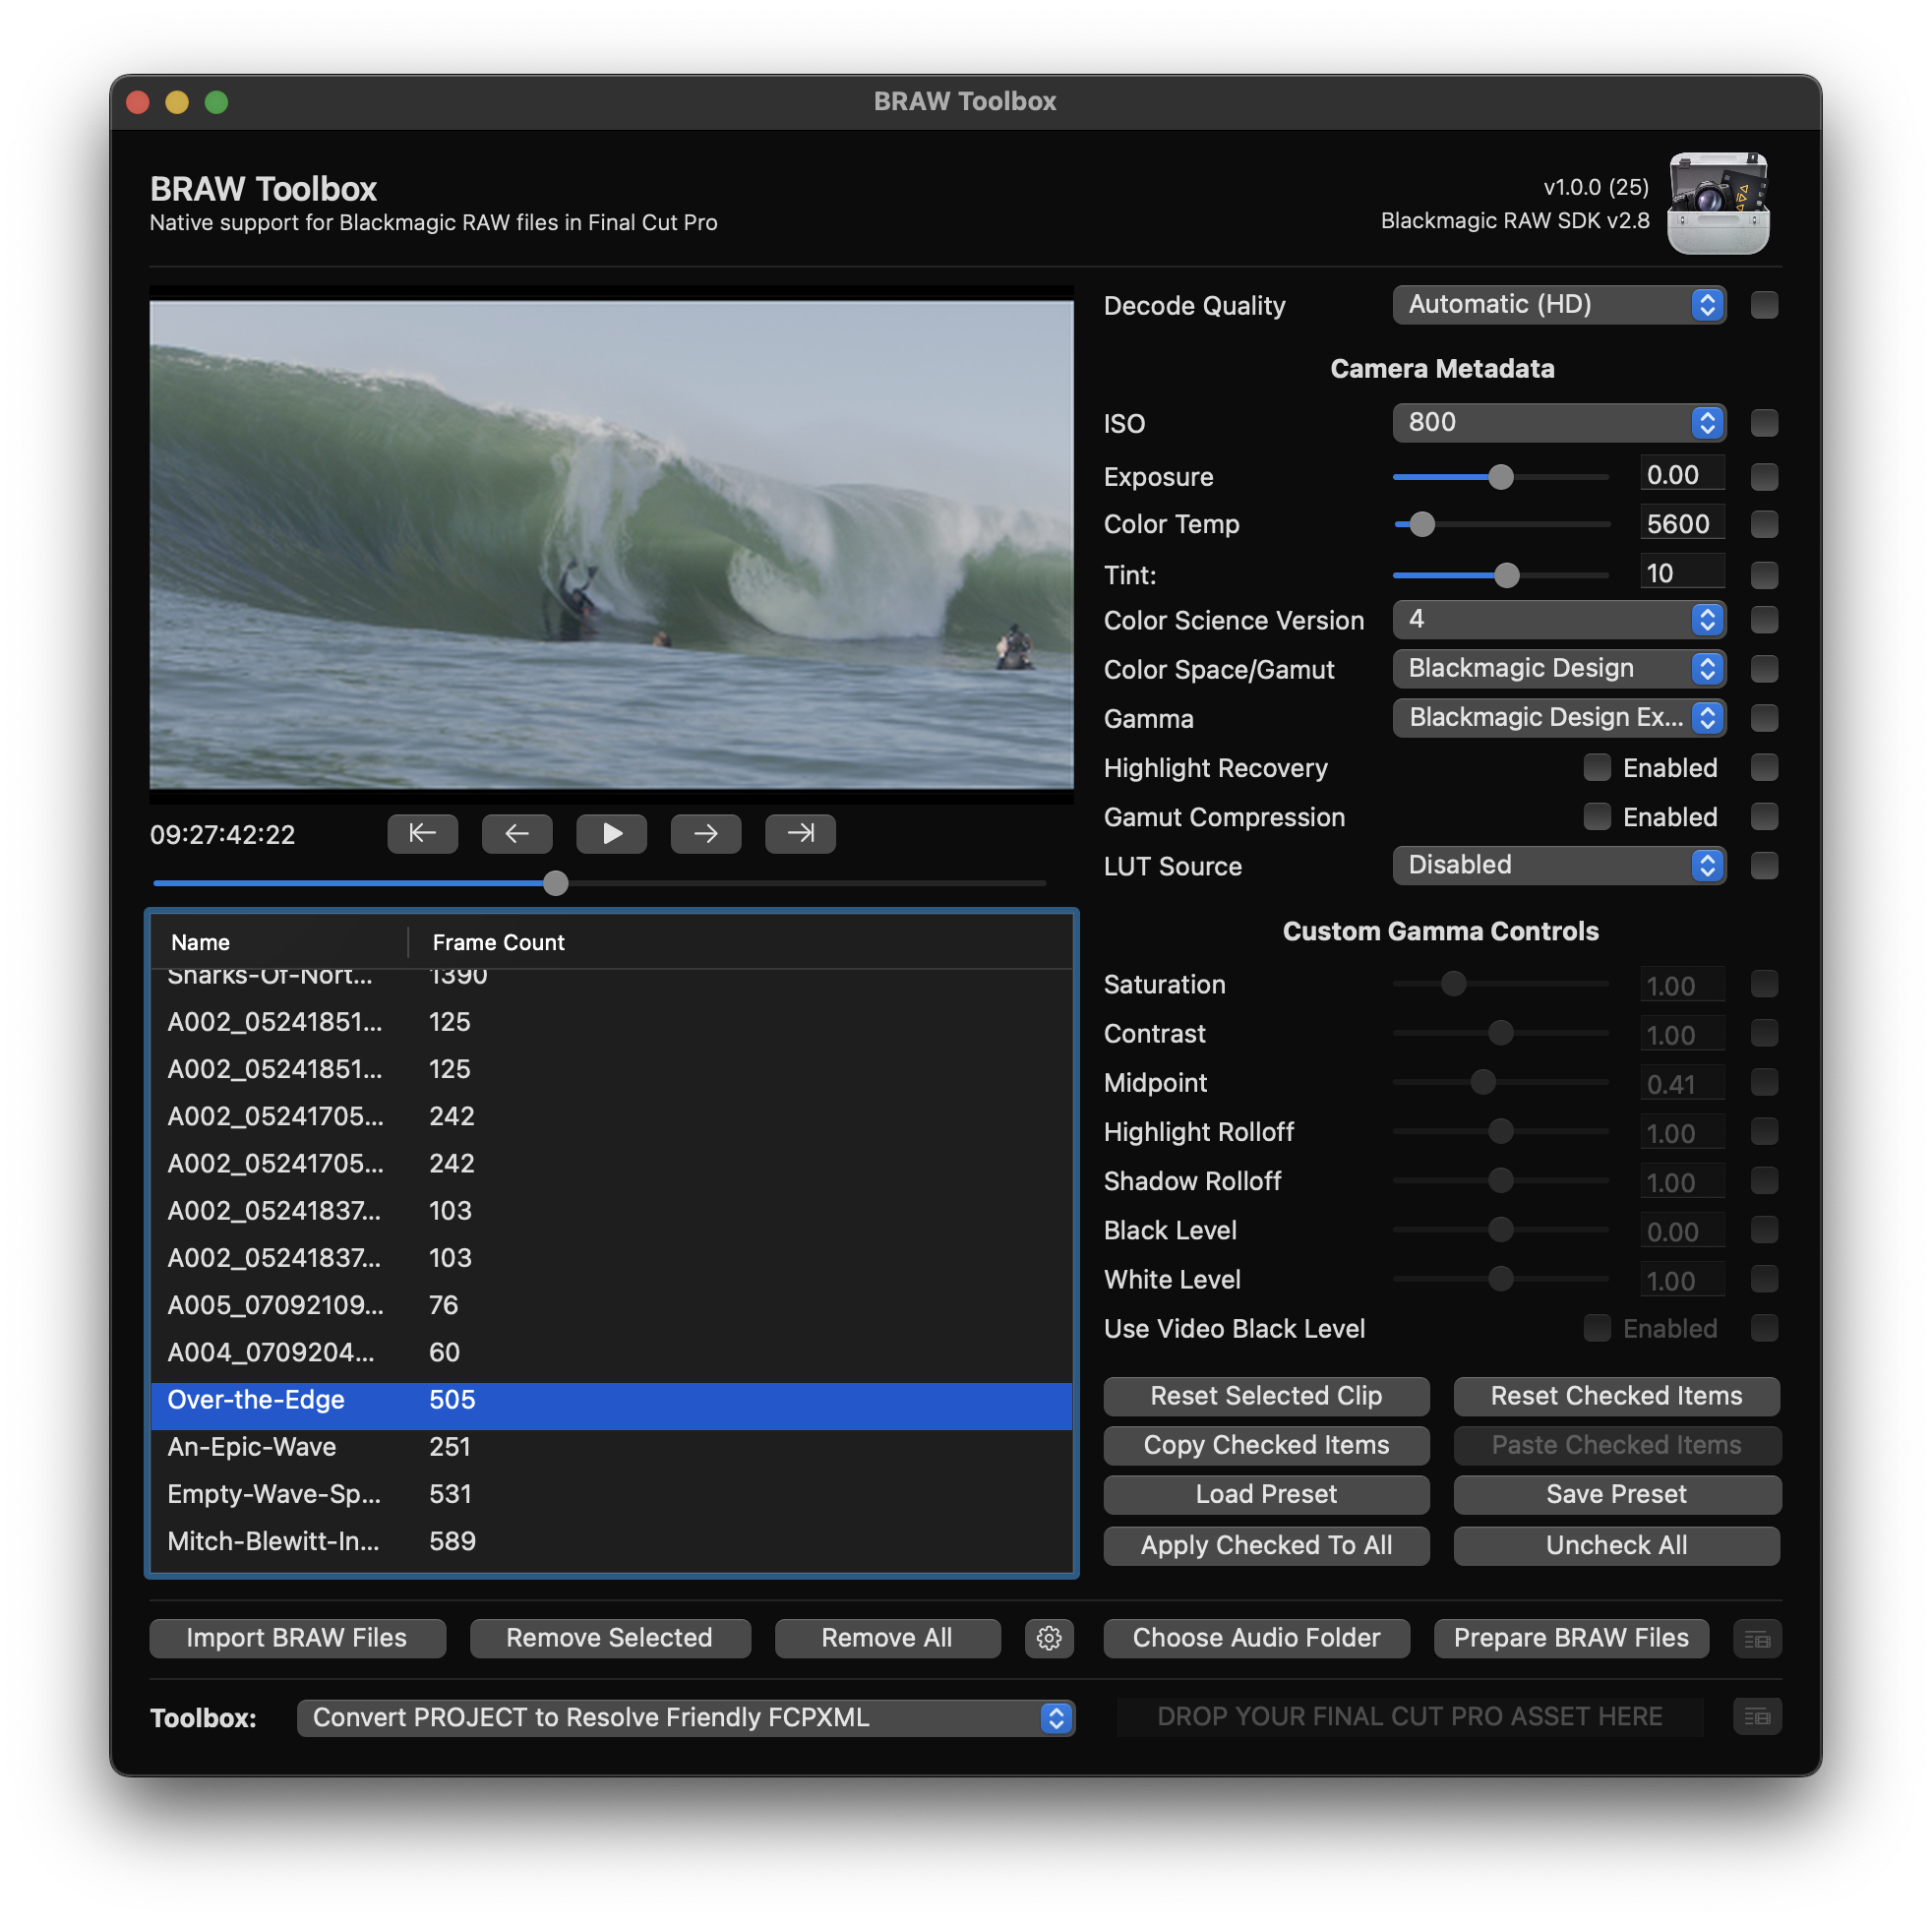 BRAW Toolbox
BRAW Toolbox
Native support for Blackmagic RAW files in Final Cut Pro
v1.0.0 (25)
Blackmagic RAW SDK v2.8
09:27:42:22
Name Frame Count
Sharks-Of-Nort... 1390
A002_05241851... 125
A002_05241851... 125
A002_05241705... 242
A002_05241705... 242
A002_05241837... 103
A002_05241837... 103
A005_07092109... 76
A004_0709204... 60
Over-the-Edge 505
An-Epic-Wave 251
Empty-Wave-Sp... 531
Mitch-Blewitt-In... 589
Decode Quality Automatic (HD)
Camera Metadata
ISO 800
Exposure 0.00
Color Temp 5600
Tint: 10
Color Science Version 4
Color Space/Gamut Blackmagic Design
Gamma Blackmagic Design Ex...
Highlight Recovery Enabled
Gamut Compression Enabled
LUT Source Disabled
Custom Gamma Controls
Saturation 1.00
Contrast 1.00
Midpoint 0.41
Highlight Rolloff 1.00
Shadow Rolloff 1.00
Black Level 0.00
White Level 1.00
Use Video Black Level Enabled
Reset Selected Clip Reset Checked Items
Copy Checked Items Paste Checked Items
Load Preset Save Preset
Apply Checked To All Uncheck All
Import BRAW Files Remove Selected Remove All Choose Audio Folder Prepare BRAW Files
Toolbox: Convert PROJECT to Resolve Friendly FCPXML DROP YOUR FINAL CUT PRO ASSET HERE